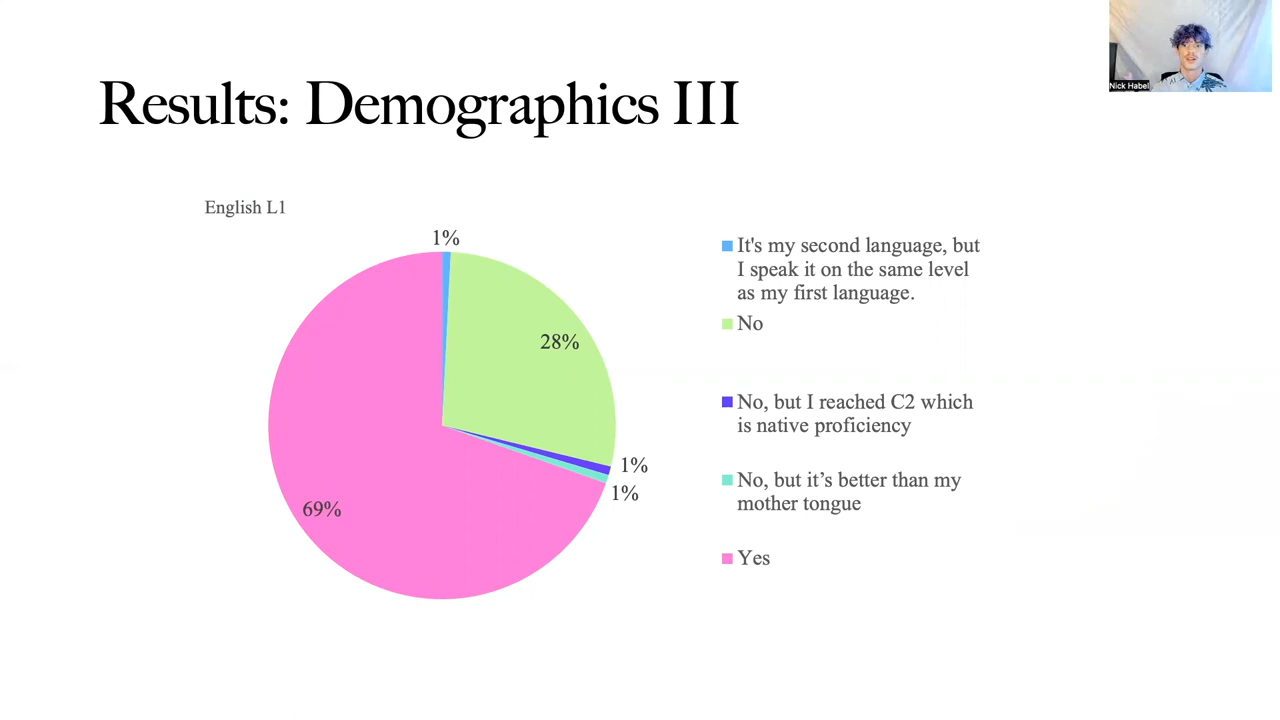 Nick Habel
Results: Demographics III
English L1
1%
28%
1%
1%
69%
It's my second language, but
I speak it on the same level
as my first language.
No
No, but I reached C2 which
is native proficiency
No, but it’s better than my
mother tongue
Yes